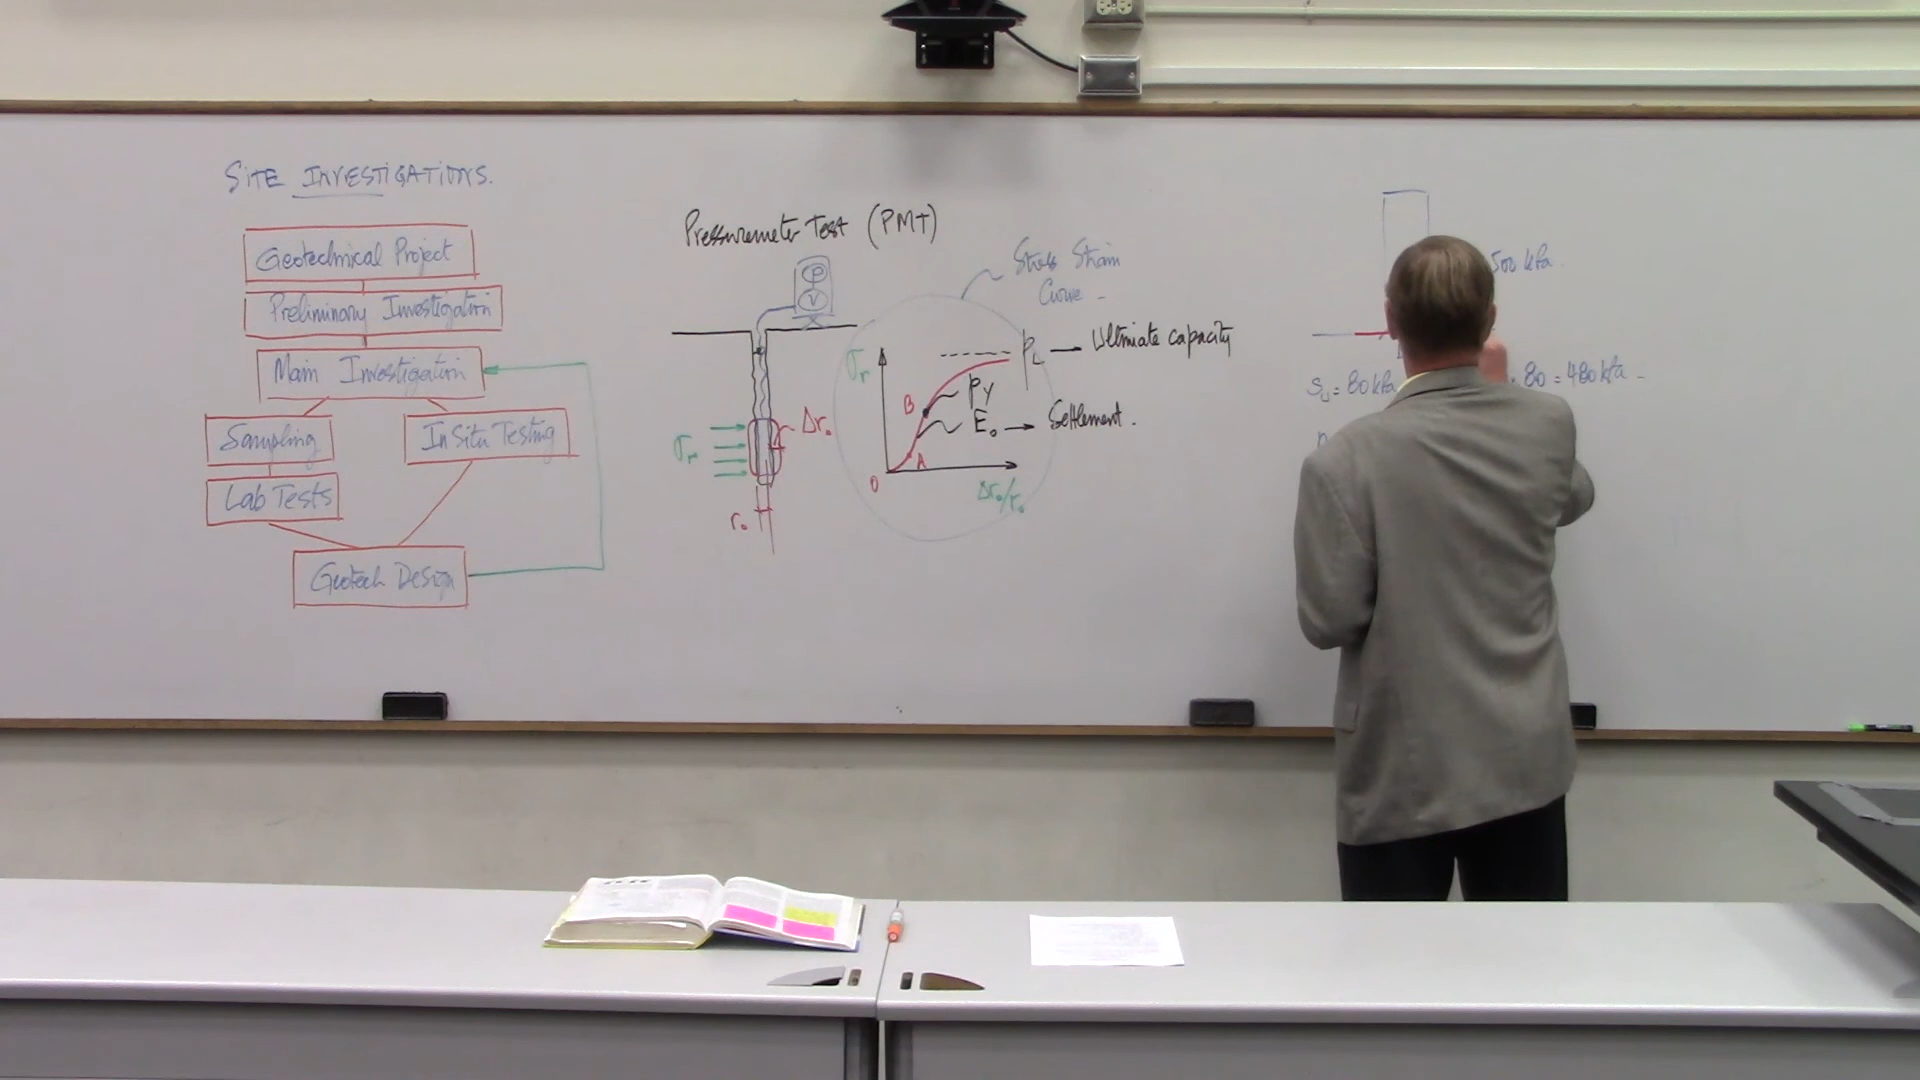 SITE INVESTIGATIONS.
Geotechnical Project
Preliminary Investigation
Main Investigation
Sampling
In Situ Testing
Lab Tests
Geotech Design
Pressuremeter Test (PMT)
P
V
σr
Δr₀
r₀
Stress Strain
Curve -
σr
PL
Ultimate capacity
B
Py
E₀
Settlement.
A
0
Δr₀/r₀
500 kPa.
Su = 80 kPa
· 80 = 480 kPa -